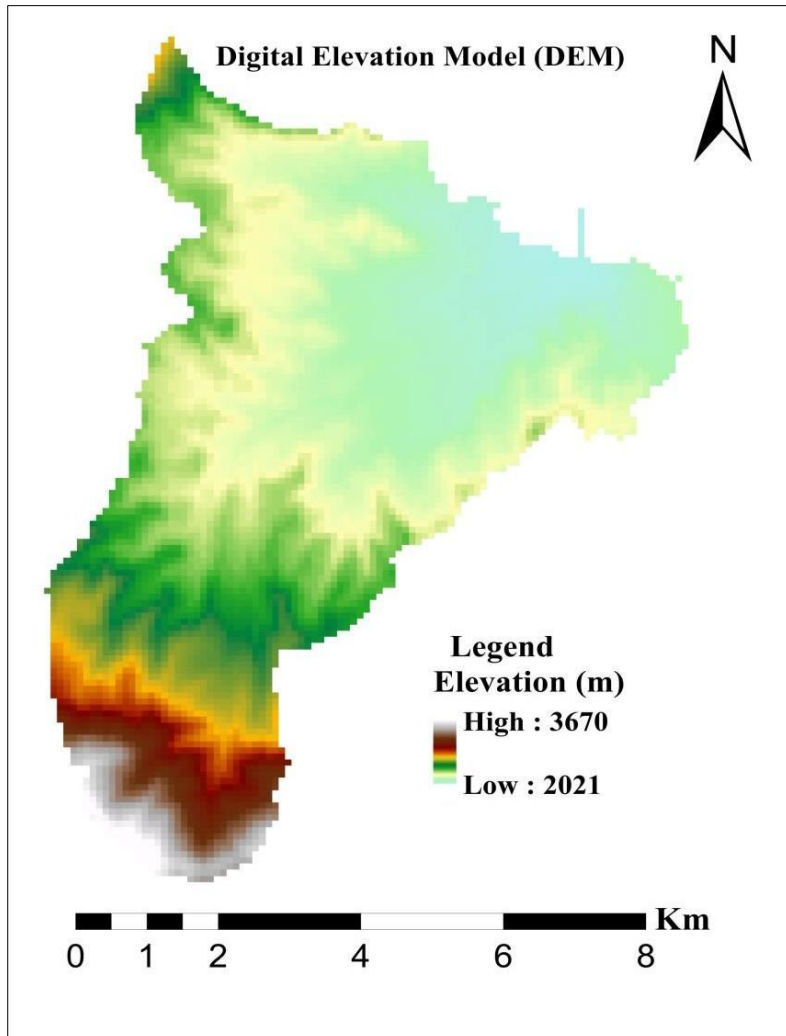 Digital Elevation Model (DEM)
N
Legend
Elevation (m)
High : 3670
Low : 2021
Km
0 1 2 4 6 8